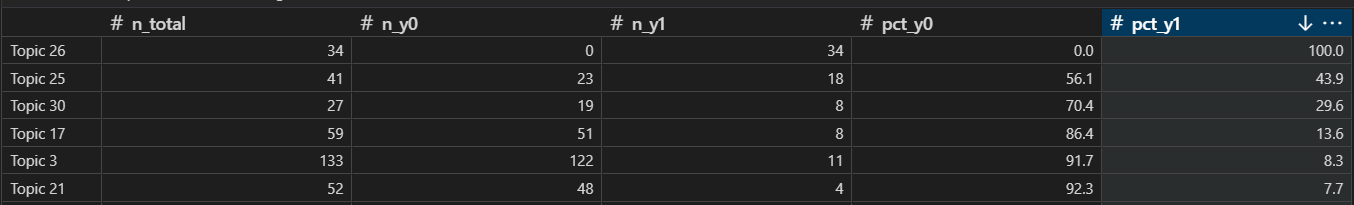 # n_total # n_y0 # n_y1 # pct_y0 # pct_y1 ↓ ···
Topic 26 34 0 34 0.0 100.0
Topic 25 41 23 18 56.1 43.9
Topic 30 27 19 8 70.4 29.6
Topic 17 59 51 8 86.4 13.6
Topic 3 133 122 11 91.7 8.3
Topic 21 52 48 4 92.3 7.7